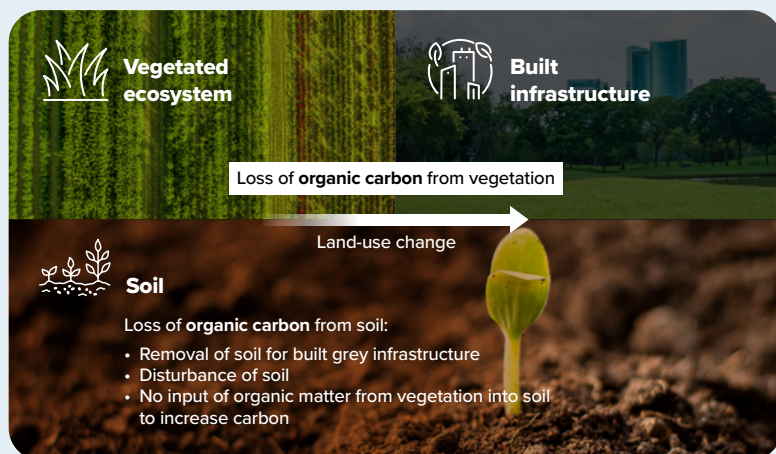 Vegetated
ecosystem
Built
infrastructure
Loss of organic carbon from vegetation
Land-use change
Soil
Loss of organic carbon from soil:
• Removal of soil for built grey infrastructure
• Disturbance of soil
• No input of organic matter from vegetation into soil
to increase carbon